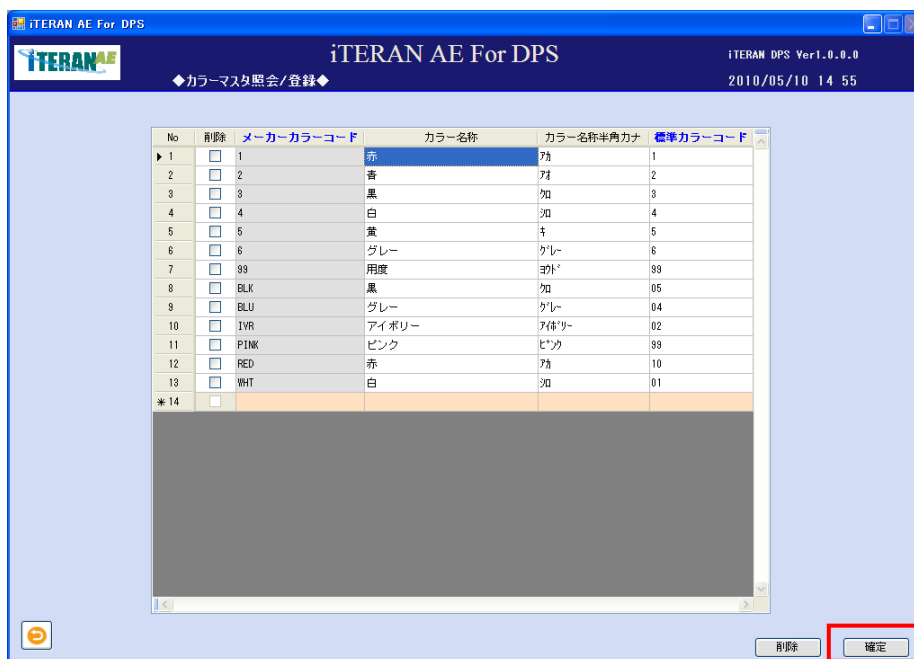 iTERAN AE For DPS
iTERAN AE
iTERAN AE For DPS
iTERAN DPS Ver1.0.0.0
◆カラーマスタ照会/登録◆
2010/05/10 14 55
No 削除 メーカーカラーコード カラー名称 カラー名称半角カナ 標準カラーコード
1 1 赤 ｱｶ 1
2 2 青 ｱｵ 2
3 3 黒 ｸﾛ 3
4 4 白 ｼﾛ 4
5 5 黄 ｷ 5
6 6 グレー ｸﾞﾚｰ 6
7 99 用度 ﾖｳﾄﾞ 99
8 BLK 黒 ｸﾛ 05
9 BLU グレー ｸﾞﾚｰ 04
10 IVR アイボリー ｱｲﾎﾞﾘｰ 02
11 PINK ピンク ﾋﾟﾝｸ 99
12 RED 赤 ｱｶ 10
13 WHT 白 ｼﾛ 01
* 14
削除 確定